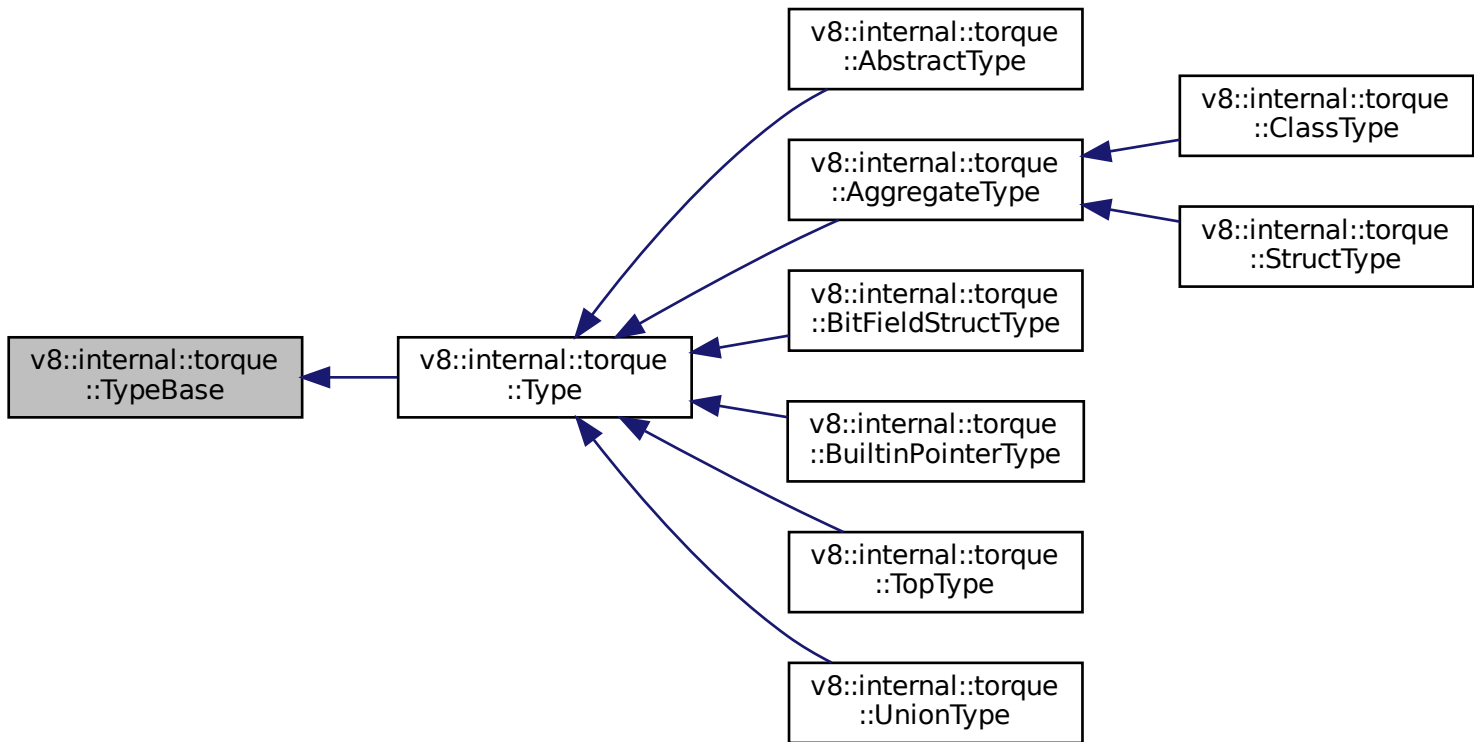 v8::internal::torque
::AbstractType
v8::internal::torque
::ClassType
v8::internal::torque
::AggregateType
v8::internal::torque
::StructType
v8::internal::torque
::BitFieldStructType
v8::internal::torque
::TypeBase
v8::internal::torque
::Type
v8::internal::torque
::BuiltinPointerType
v8::internal::torque
::TopType
v8::internal::torque
::UnionType